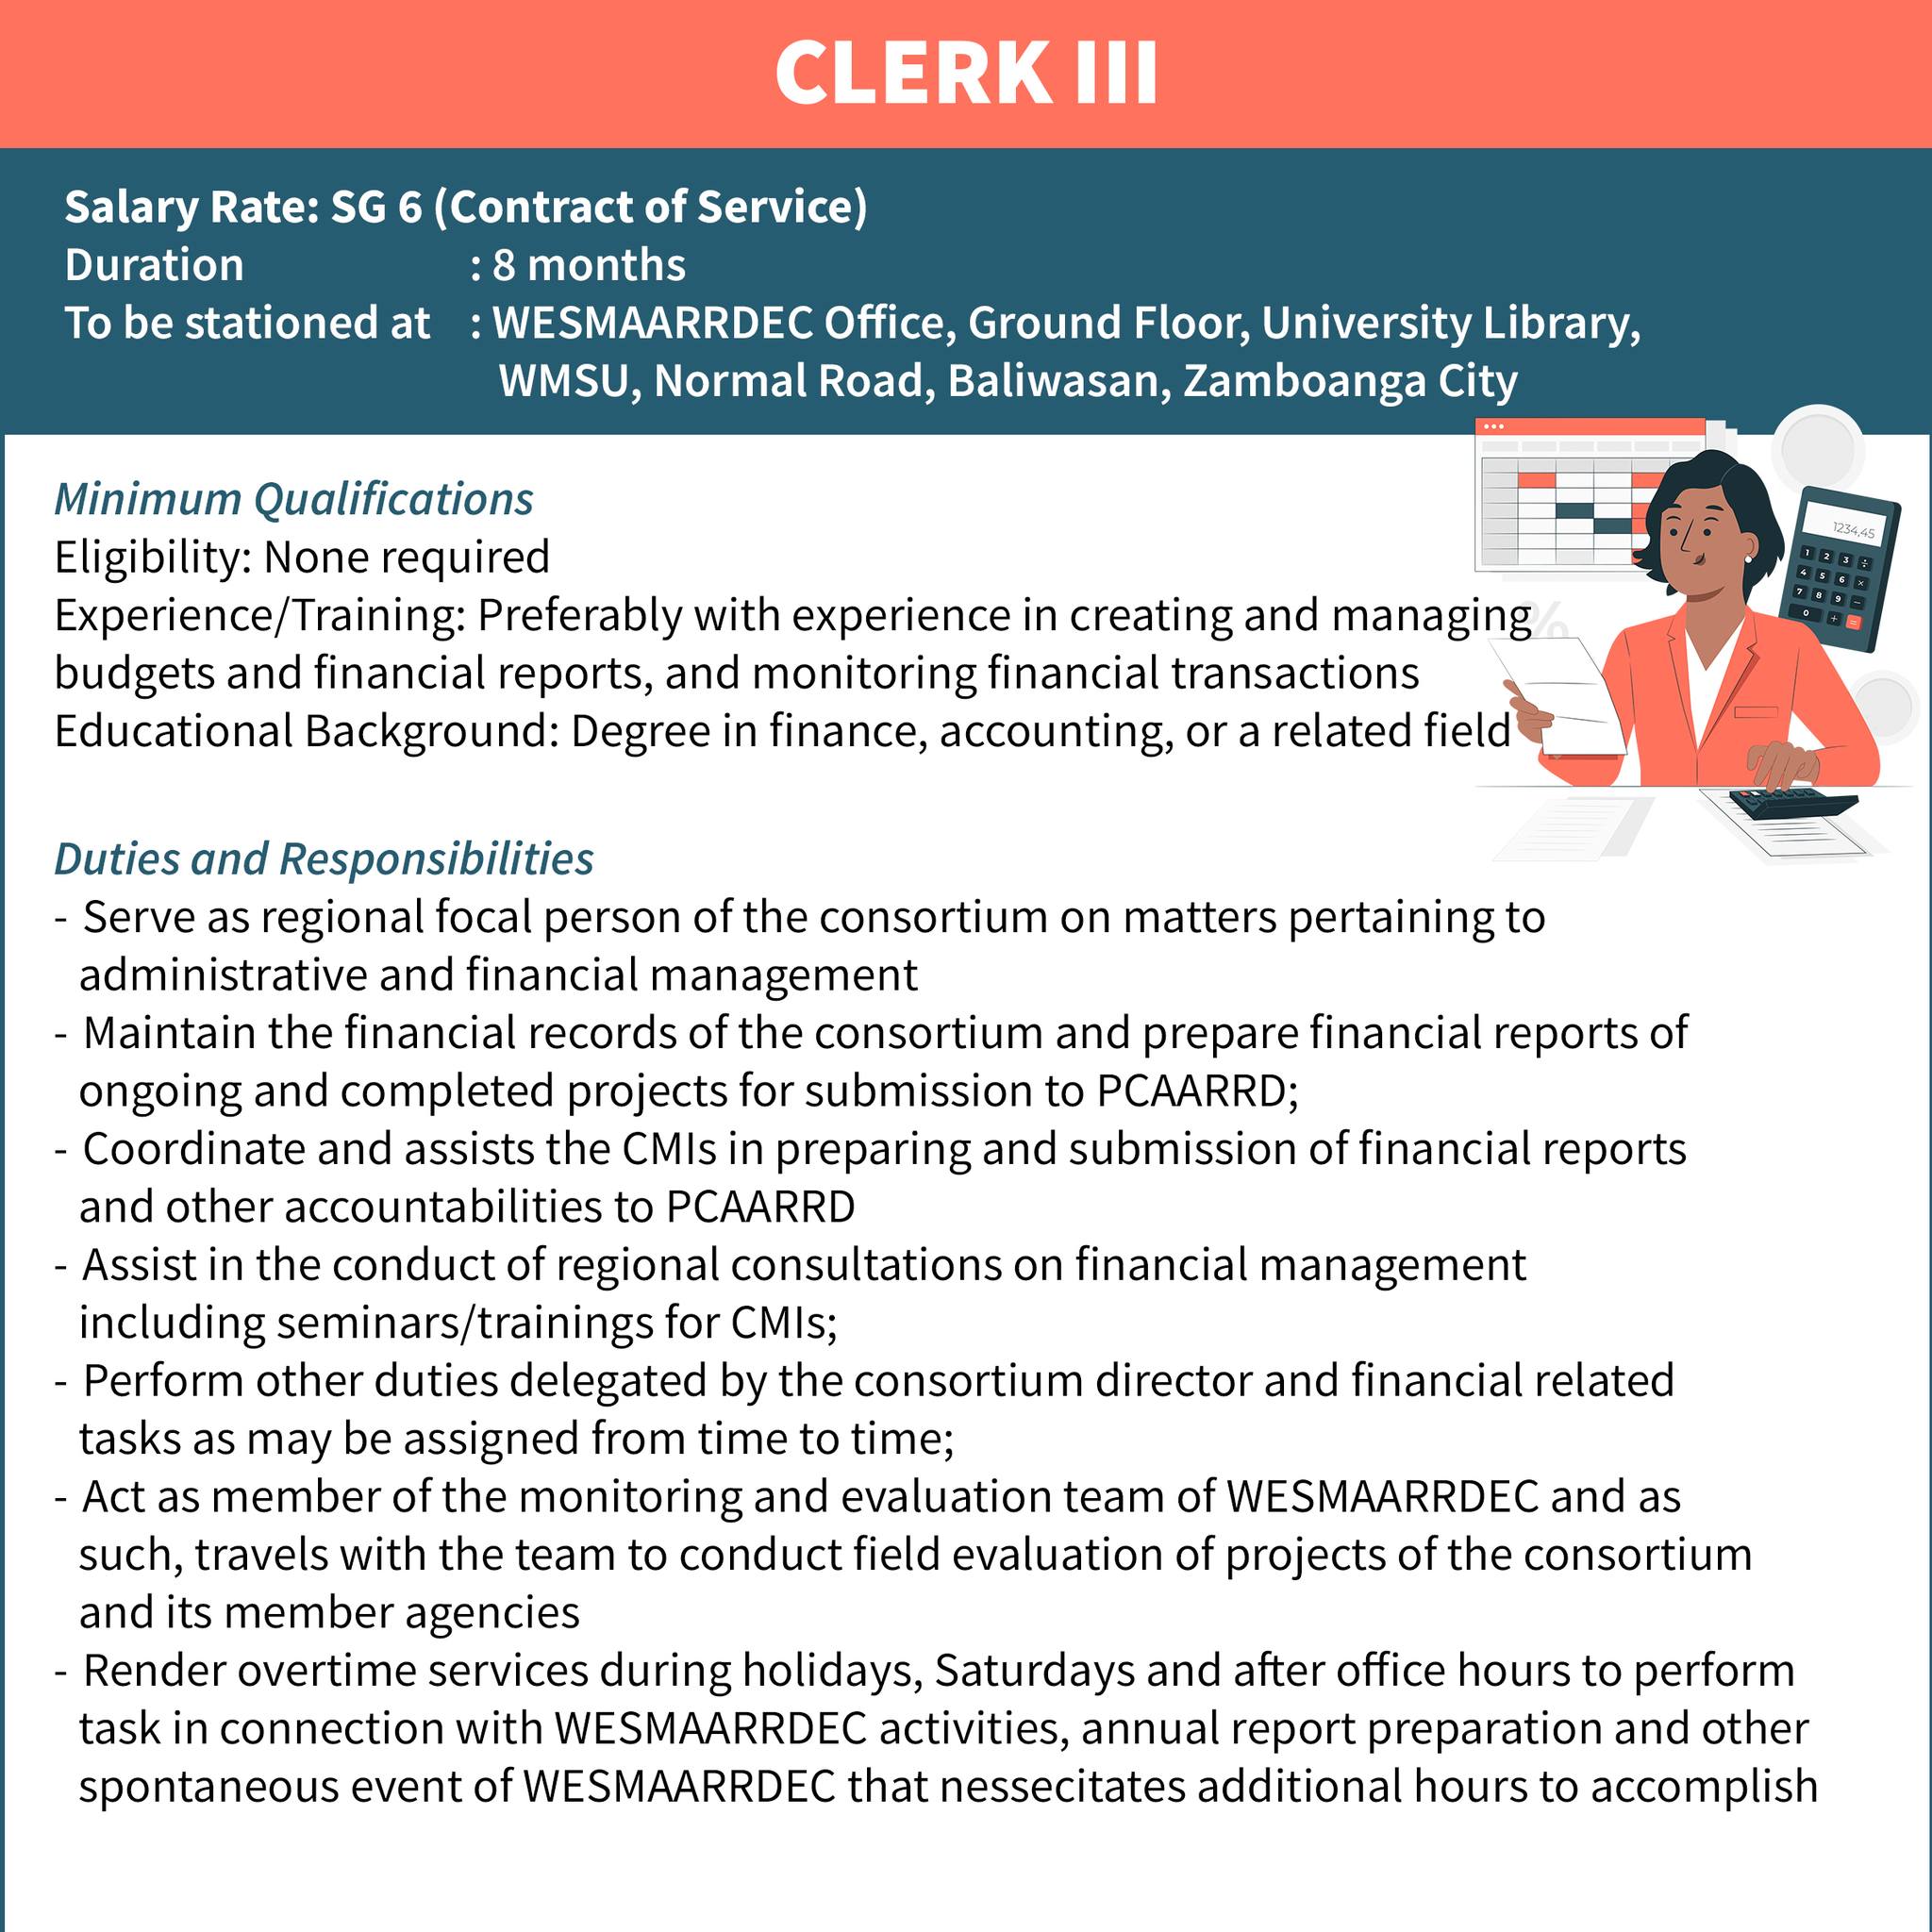 CLERK III
Salary Rate: SG 6 (Contract of Service)
Duration : 8 months
To be stationed at : WESMAARRDEC Office, Ground Floor, University Library,
WMSU, Normal Road, Baliwasan, Zamboanga City
Minimum Qualifications
Eligibility: None required
Experience/Training: Preferably with experience in creating and managing
budgets and financial reports, and monitoring financial transactions
Educational Background: Degree in finance, accounting, or a related field
%
1234,45
1 2 3 ÷
4 5 6 ×
7 8 9 −
0 + =
Duties and Responsibilities
- Serve as regional focal person of the consortium on matters pertaining to
administrative and financial management
- Maintain the financial records of the consortium and prepare financial reports of
ongoing and completed projects for submission to PCAARRD;
- Coordinate and assists the CMIs in preparing and submission of financial reports
and other accountabilities to PCAARRD
- Assist in the conduct of regional consultations on financial management
including seminars/trainings for CMIs;
- Perform other duties delegated by the consortium director and financial related
tasks as may be assigned from time to time;
- Act as member of the monitoring and evaluation team of WESMAARRDEC and as
such, travels with the team to conduct field evaluation of projects of the consortium
and its member agencies
- Render overtime services during holidays, Saturdays and after office hours to perform
task in connection with WESMAARRDEC activities, annual report preparation and other
spontaneous event of WESMAARRDEC that nessecitates additional hours to accomplish